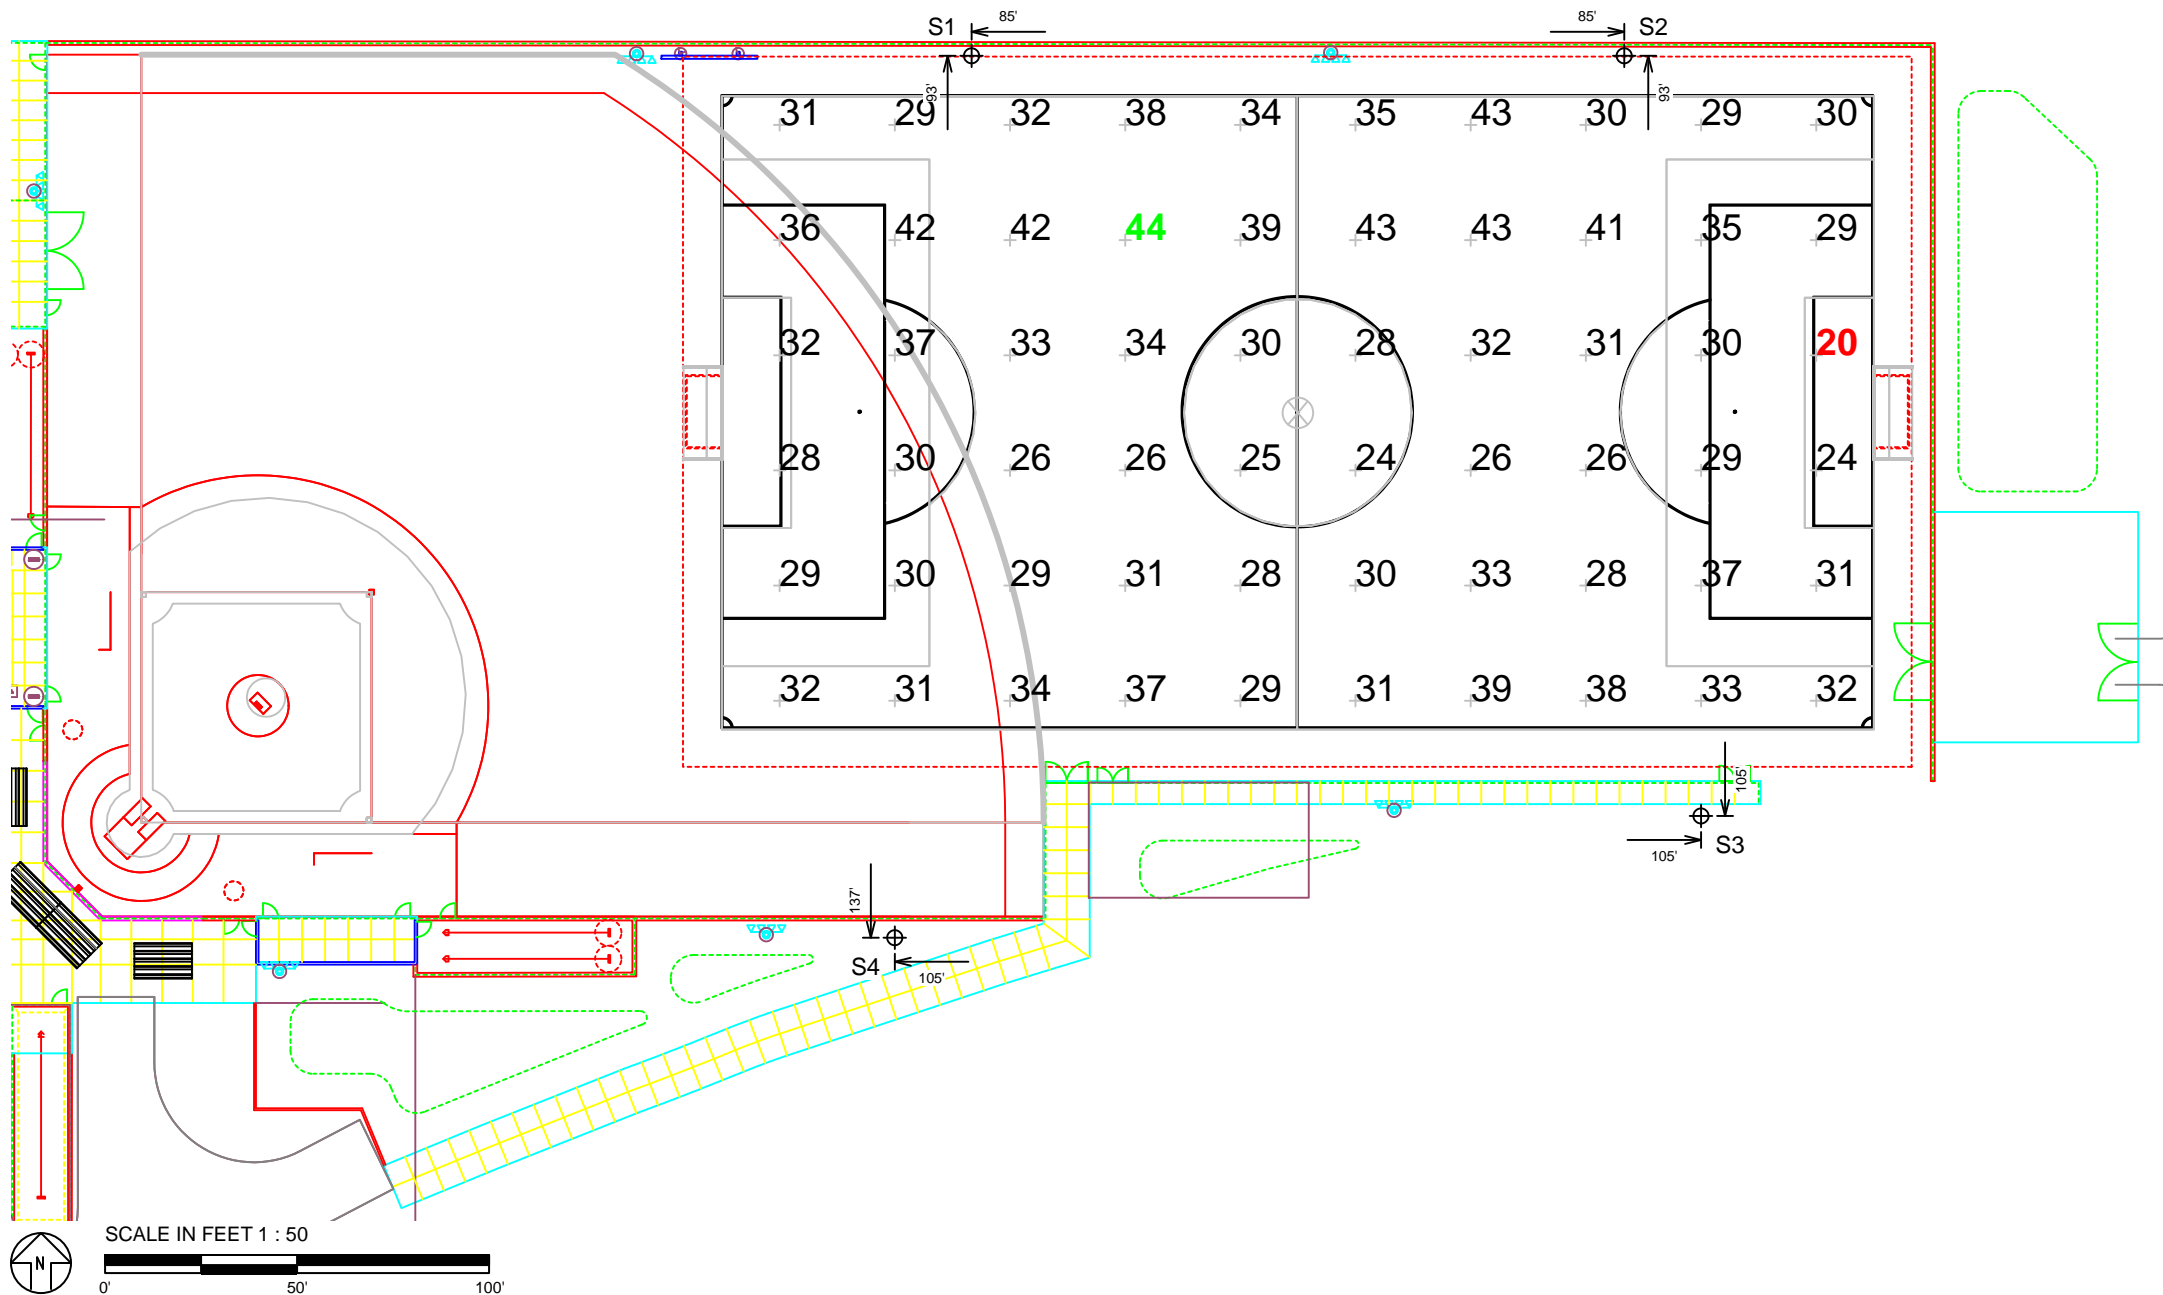 S1 85' 85' S2
93' 93'
31 29 32 38 34 35 43 30 29 30
36 42 42 44 39 43 43 41 35 29
32 37 33 34 30 28 32 31 30 20
28 30 26 26 25 24 26 26 29 24
29 30 29 31 28 30 33 28 37 31
32 31 34 37 29 31 39 38 33 32
105'
105' S3
137'
S4 105'
SCALE IN FEET 1 : 50
N
0' 50' 100'